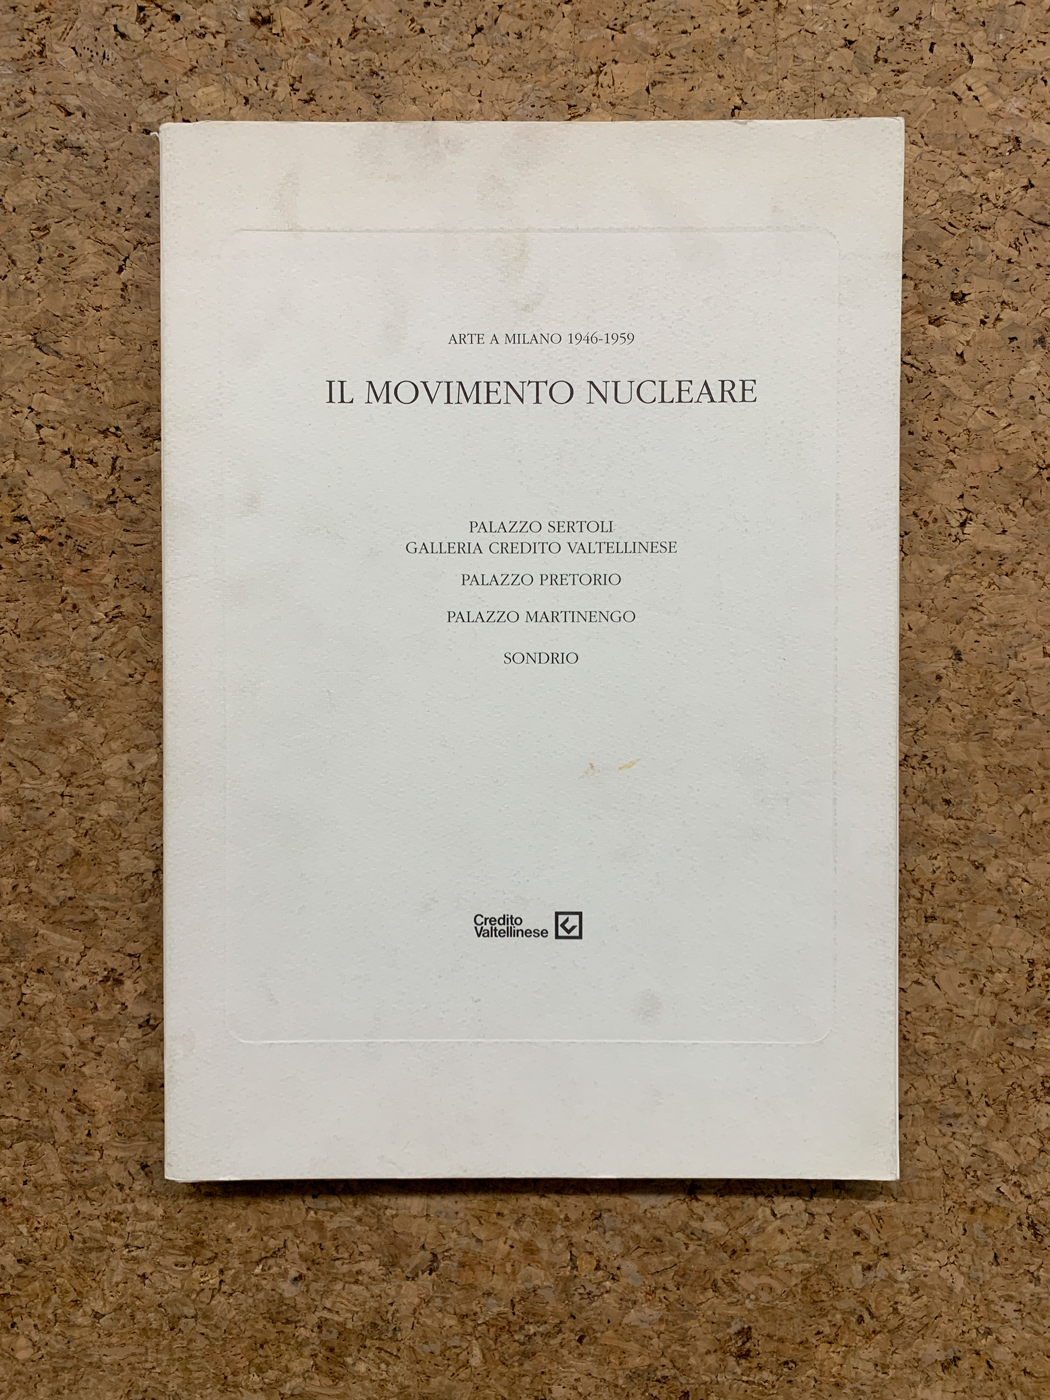 ARTE A MILANO 1946-1959
IL MOVIMENTO NUCLEARE
PALAZZO SERTOLI
GALLERIA CREDITO VALTELLINESE
PALAZZO PRETORIO
PALAZZO MARTINENGO
SONDRIO
Credito
Valtellinese